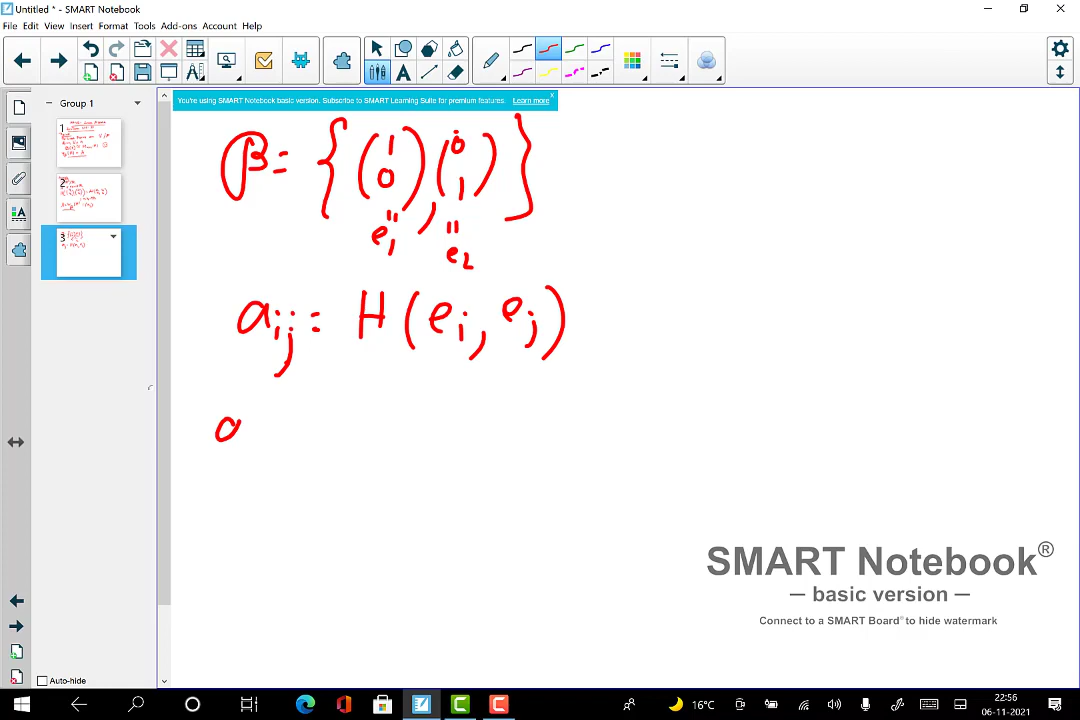 Untitled * - SMART Notebook
File Edit View Insert Format Tools Add-ons Account Help
Group 1
You're using SMART Notebook basic version. Subscribe to SMART Learning Suite for premium features. Learn more
x
1
2
3
β = { (1 0), (0 1) }
e1 e2
aij = H(ei, ej)
a
SMART Notebook®
— basic version —
Connect to a SMART Board® to hide watermark
Auto-hide
16°C
22:56
06-11-2021